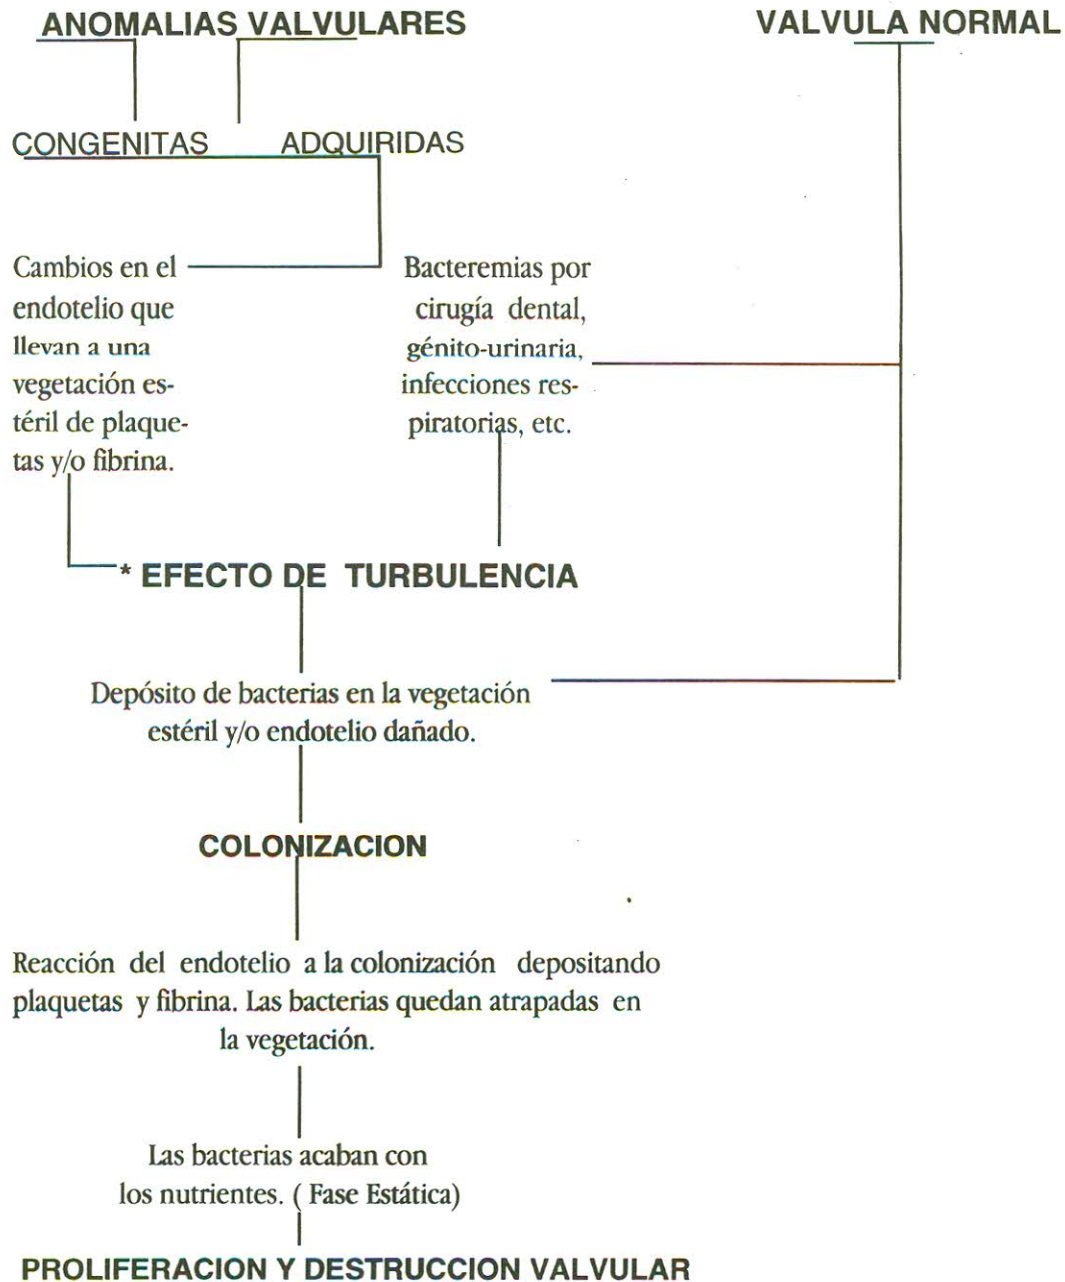 ANOMALIAS VALVULARES
VALVULA NORMAL
CONGENITAS
ADQUIRIDAS
Cambios en el
endotelio que
llevan a una
vegetación es-
téril de plaque-
tas y/o fibrina.
Bacteremias por
cirugía dental,
génito-urinaria,
infecciones res-
piratorias, etc.
* EFECTO DE TURBULENCIA
Depósito de bacterias en la vegetación
estéril y/o endotelio dañado.
COLONIZACION
Reacción del endotelio a la colonización depositando
plaquetas y fibrina. Las bacterias quedan atrapadas en
la vegetación.
Las bacterias acaban con
los nutrientes. ( Fase Estática)
PROLIFERACION Y DESTRUCCION VALVULAR